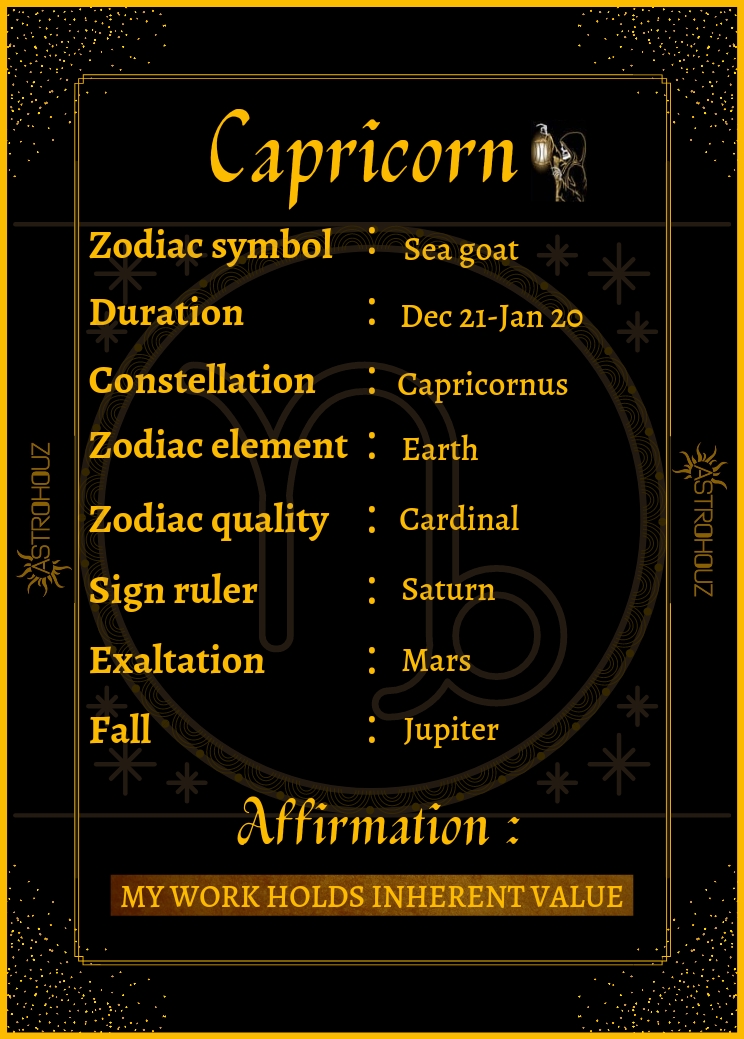 Capricorn
Zodiac symbol : Sea goat
Duration : Dec 21-Jan 20
Constellation : Capricornus
Zodiac element : Earth
Zodiac quality : Cardinal
Sign ruler : Saturn
Exaltation : Mars
Fall : Jupiter
Affirmation :
MY WORK HOLDS INHERENT VALUE
ASTROHOUZ
ASTROHOUZ